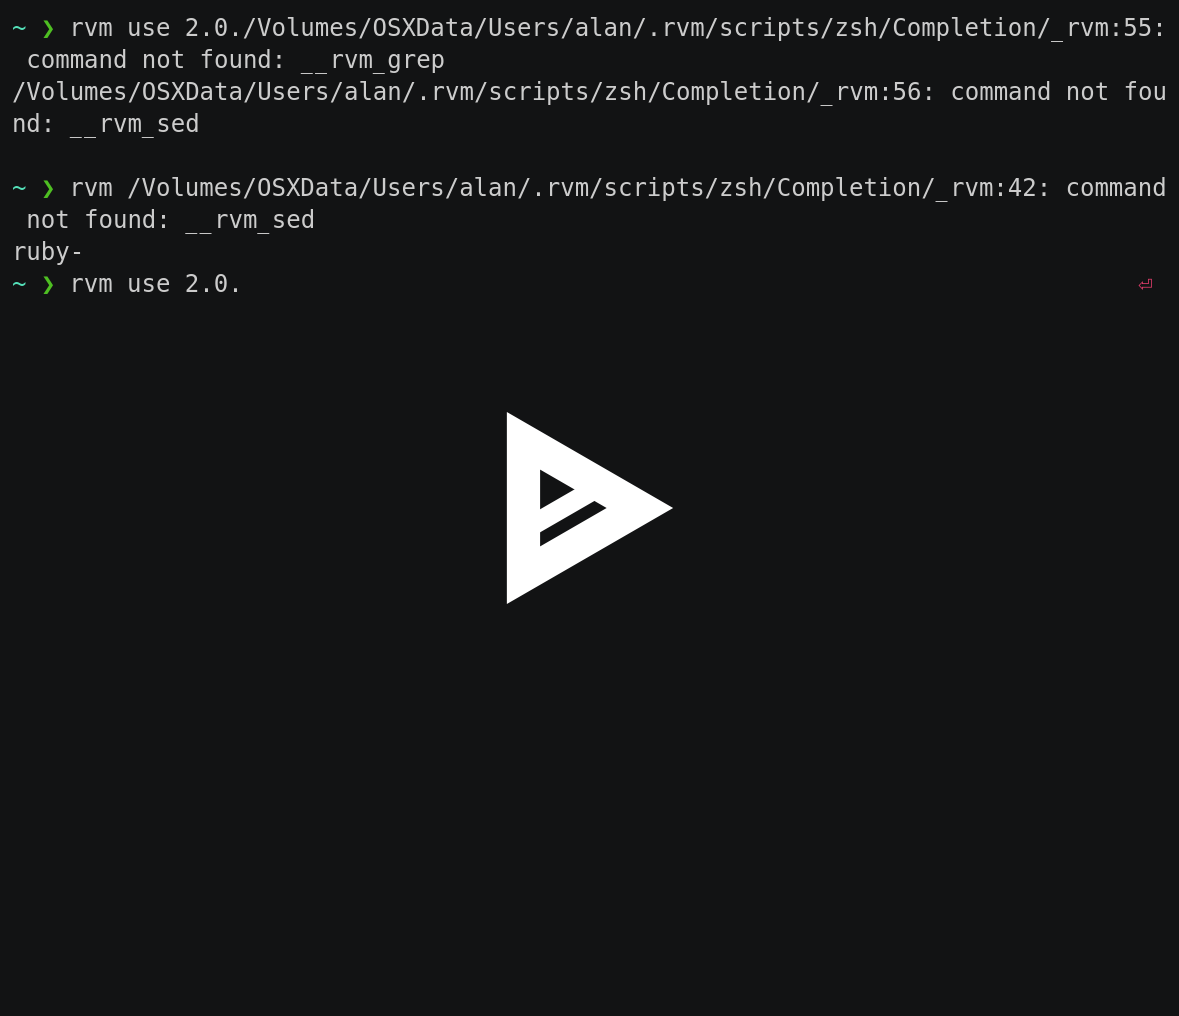 ~ ❯ rvm use 2.0./Volumes/OSXData/Users/alan/.rvm/scripts/zsh/Completion/_rvm:55:
 command not found: __rvm_grep
/Volumes/OSXData/Users/alan/.rvm/scripts/zsh/Completion/_rvm:56: command not fou
nd: __rvm_sed
~ ❯ rvm /Volumes/OSXData/Users/alan/.rvm/scripts/zsh/Completion/_rvm:42: command
 not found: __rvm_sed
ruby-
~ ❯ rvm use 2.0. ⏎